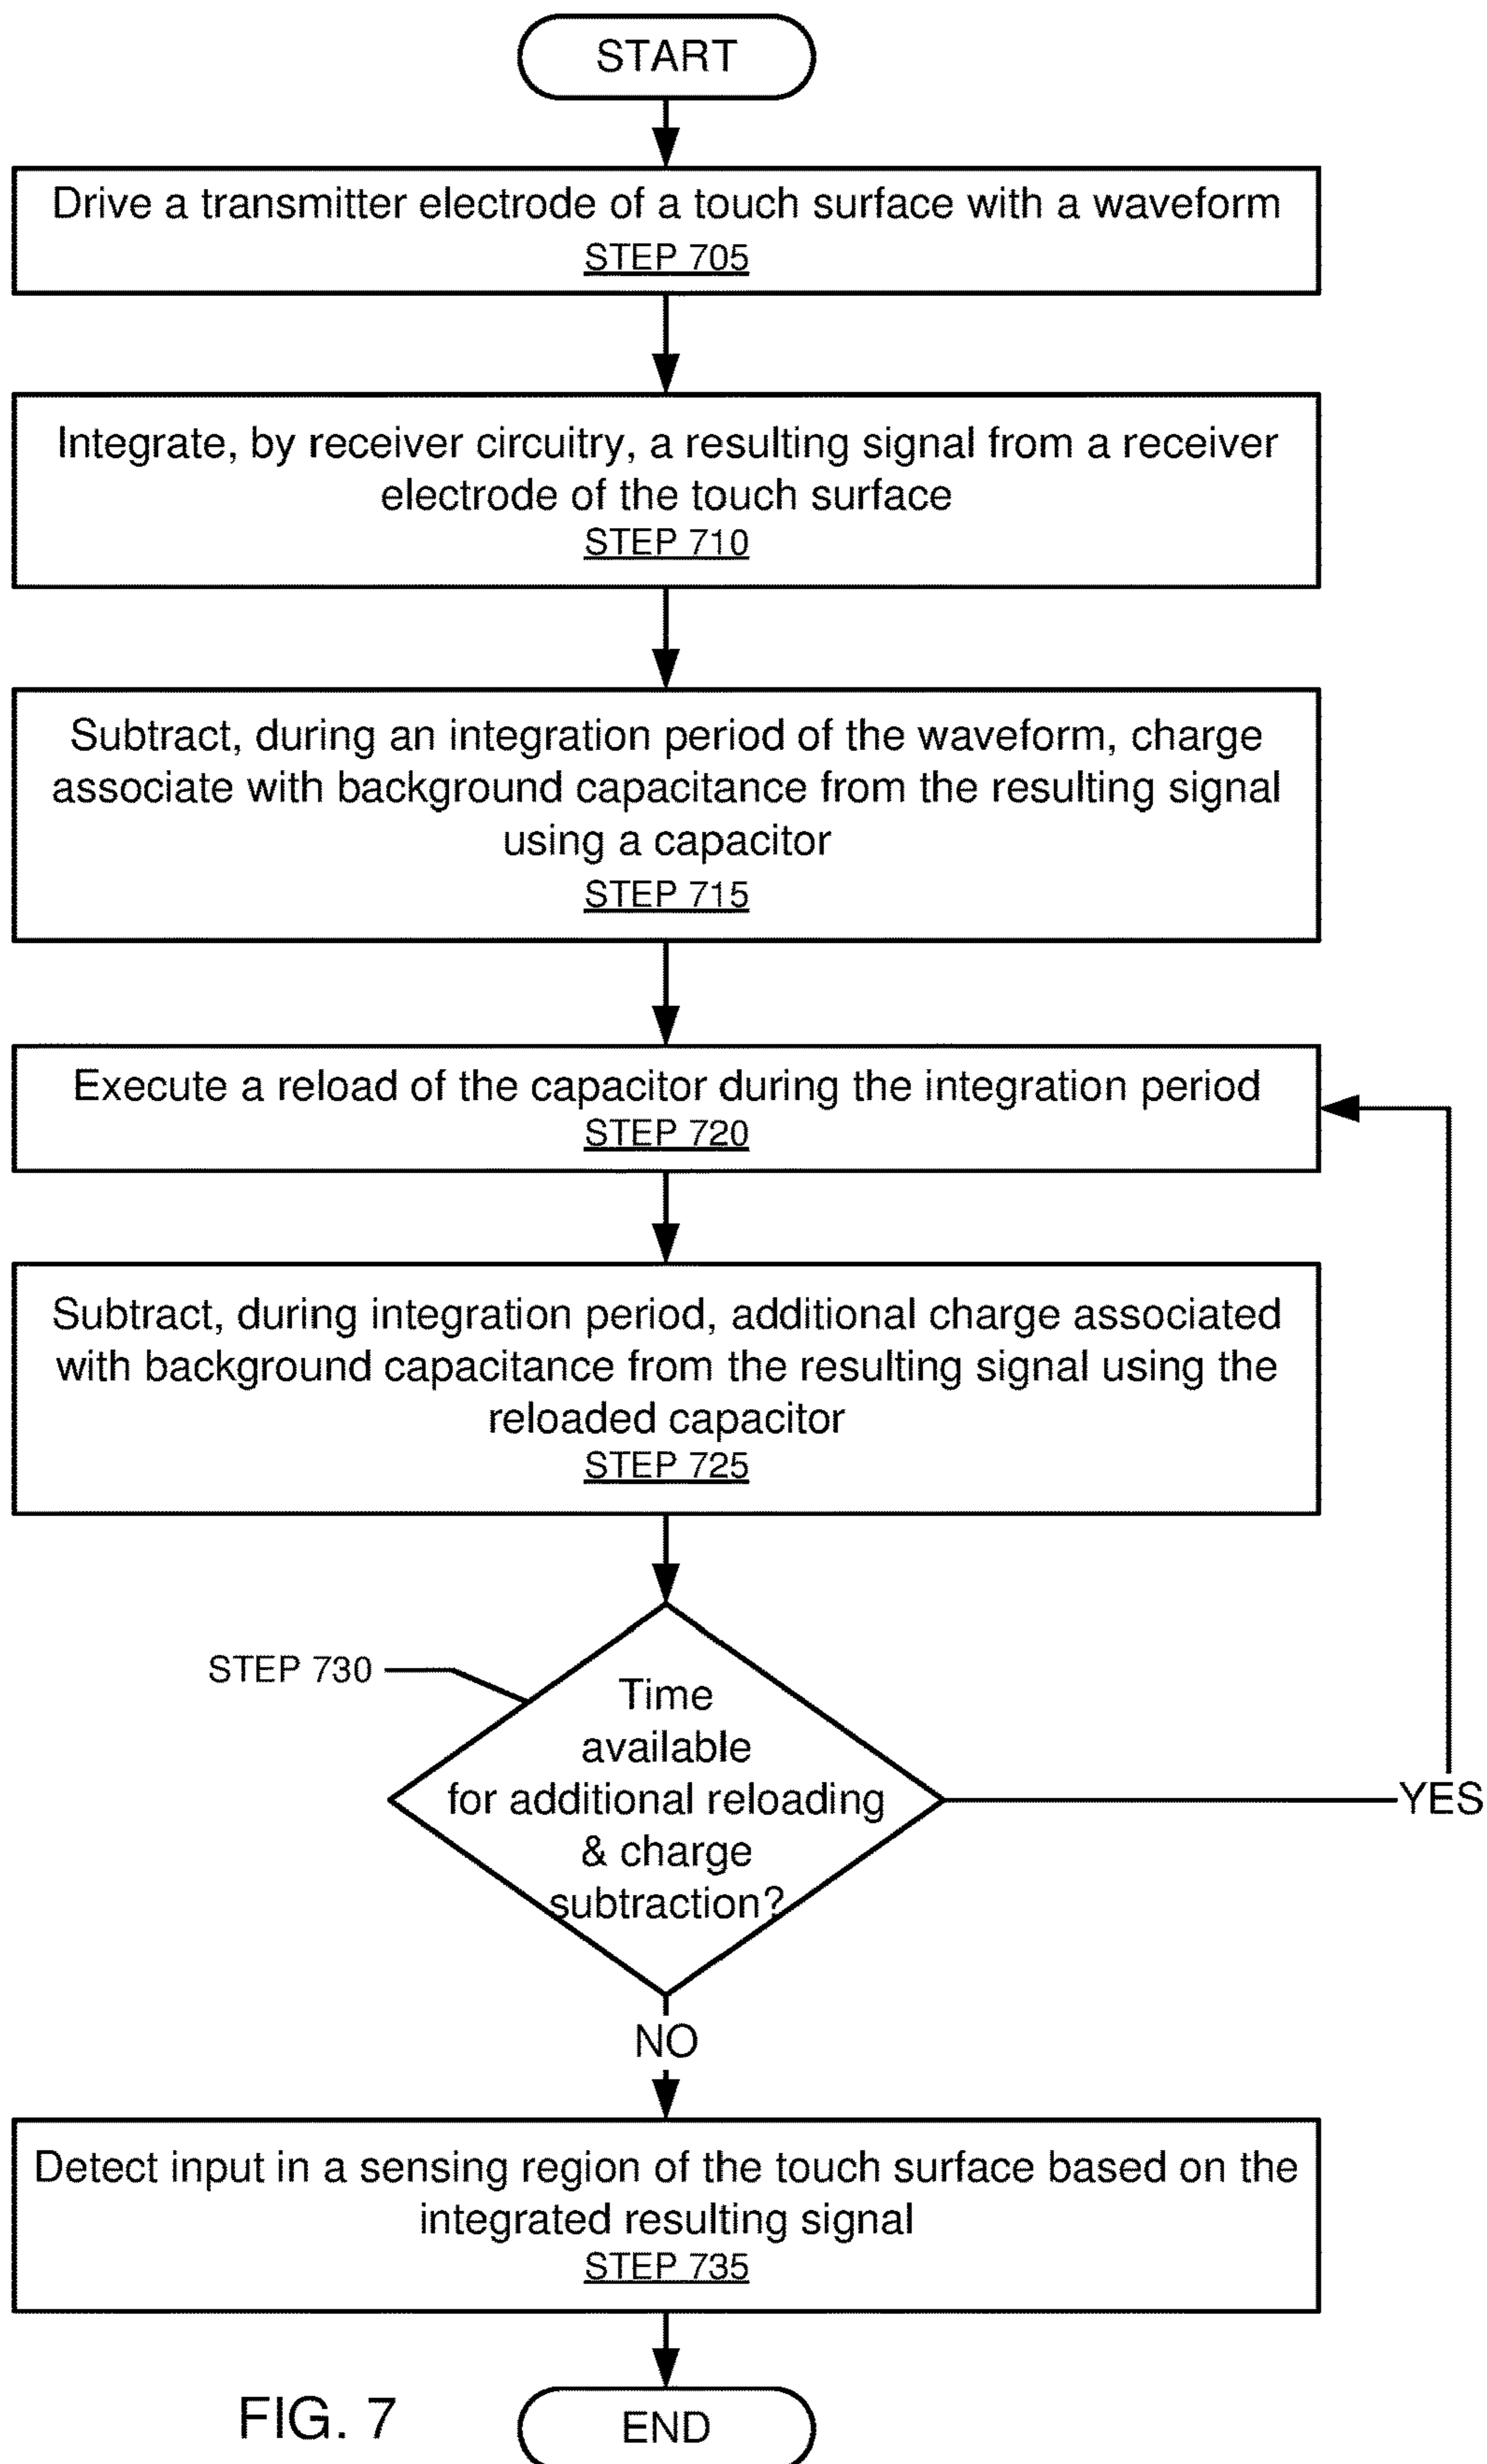 START
Drive a transmitter electrode of a touch surface with a waveform
STEP 705
Integrate, by receiver circuitry, a resulting signal from a receiver
electrode of the touch surface
STEP 710
Subtract, during an integration period of the waveform, charge
associate with background capacitance from the resulting signal
using a capacitor
STEP 715
Execute a reload of the capacitor during the integration period
STEP 720
Subtract, during integration period, additional charge associated
with background capacitance from the resulting signal using the
reloaded capacitor
STEP 725
STEP 730
Time
available
for additional reloading
& charge
subtraction?
YES
NO
Detect input in a sensing region of the touch surface based on the
integrated resulting signal
STEP 735
END
FIG. 7